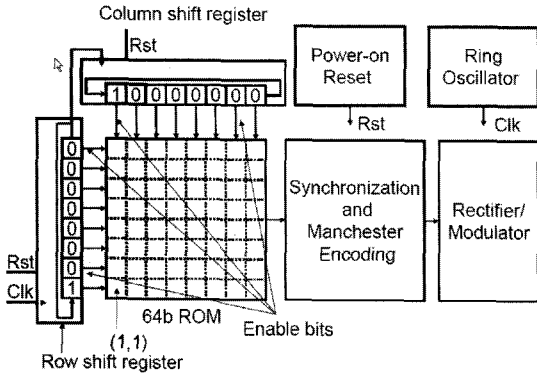 Column shift register
Rst
Power-on
Reset
Ring
Oscillator
1 0 0 0 0 0 0 0
Rst
Clk
0
0
0
0
0
0
0
1
Synchronization
and
Manchester
Encoding
Rectifier/
Modulator
Rst
Clk
64b ROM
Enable bits
(1,1)
Row shift register